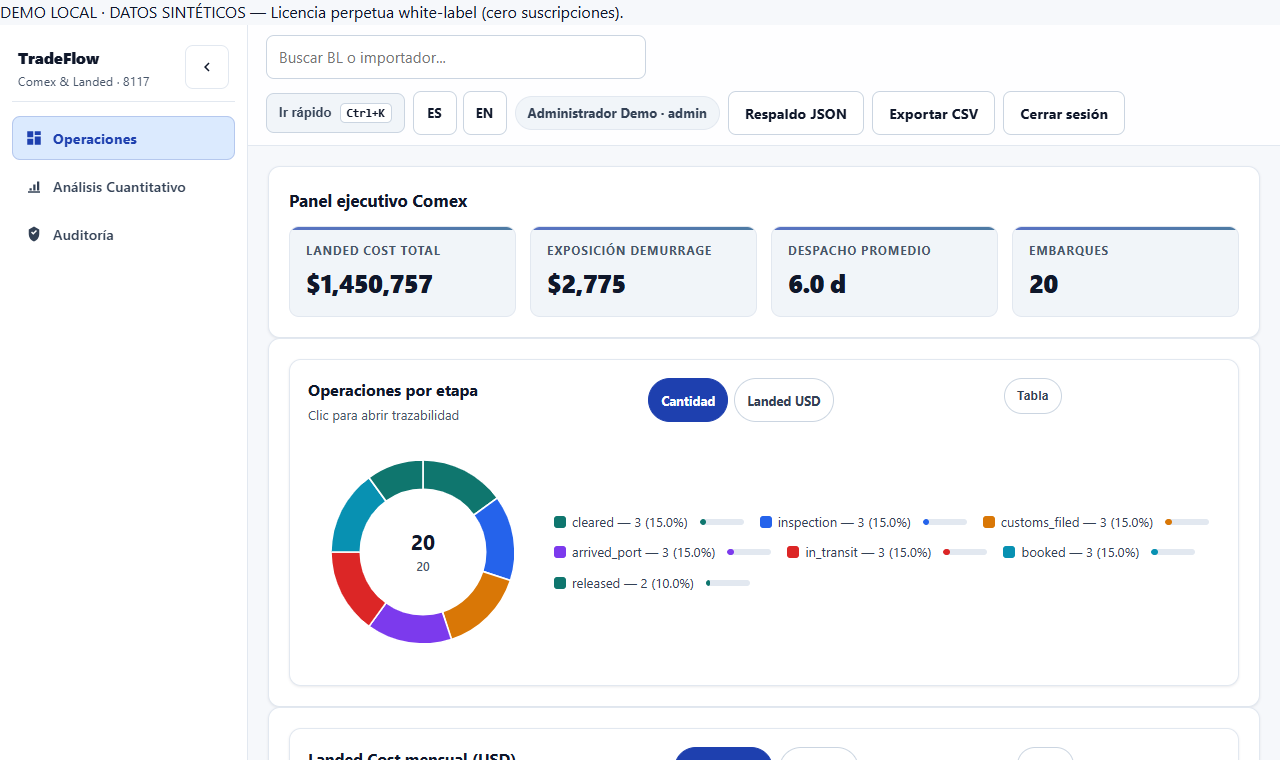 DEMO LOCAL · DATOS SINTÉTICOS — Licencia perpetua white-label (cero suscripciones).
TradeFlow
Comex & Landed · 8117
Operaciones
Análisis Cuantitativo
Auditoría
Buscar BL o importador...
Ir rápido Ctrl+K ES EN Administrador Demo · admin Respaldo JSON Exportar CSV Cerrar sesión
Panel ejecutivo Comex
LANDED COST TOTAL
$1,450,757
EXPOSICIÓN DEMURRAGE
$2,775
DESPACHO PROMEDIO
6.0 d
EMBARQUES
20
Operaciones por etapa
Clic para abrir trazabilidad
Cantidad Landed USD Tabla
20
20
cleared — 3 (15.0%) inspection — 3 (15.0%) customs_filed — 3 (15.0%)
arrived_port — 3 (15.0%) in_transit — 3 (15.0%) booked — 3 (15.0%)
released — 2 (10.0%)
Landed Cost mensual (USD)